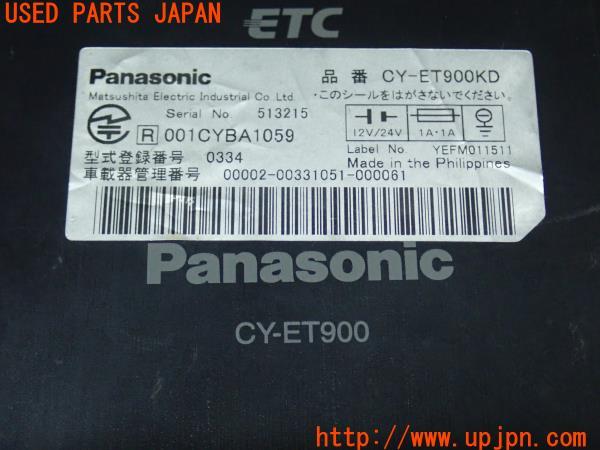 USED PARTS JAPAN
ETC
Panasonic
品番 CY-ET900KD
Matsushita Electric Industrial Co.Ltd.
・このシールをはがさないでください。
Serial No. 513215
R 001CYBA1059
12V/24V 1A・1A
Label No. YEFM011511
型式登録番号 0334
Made in the Philippines
車載器管理番号 00002-00331051-000061
Panasonic
CY-ET900
http://www.upjpn.com/